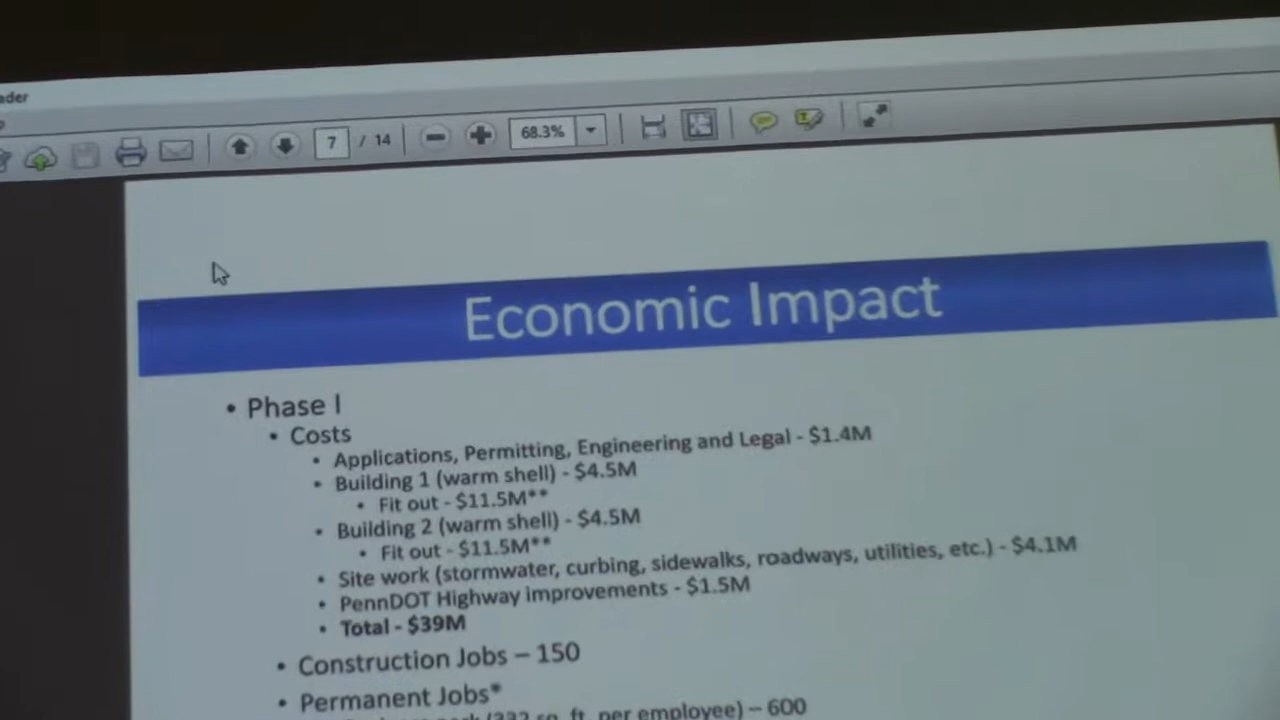 ader
7 / 14
68.3%
Economic Impact
• Phase I
• Costs
• Applications, Permitting, Engineering and Legal - $1.4M
• Building 1 (warm shell) - $4.5M
• Fit out - $11.5M**
• Building 2 (warm shell) - $4.5M
• Fit out - $11.5M**
• Site work (stormwater, curbing, sidewalks, roadways, utilities, etc.) - $4.1M
• PennDOT Highway improvements - $1.5M
• Total - $39M
• Construction Jobs – 150
• Permanent Jobs*
sq. ft. per employee) – 600